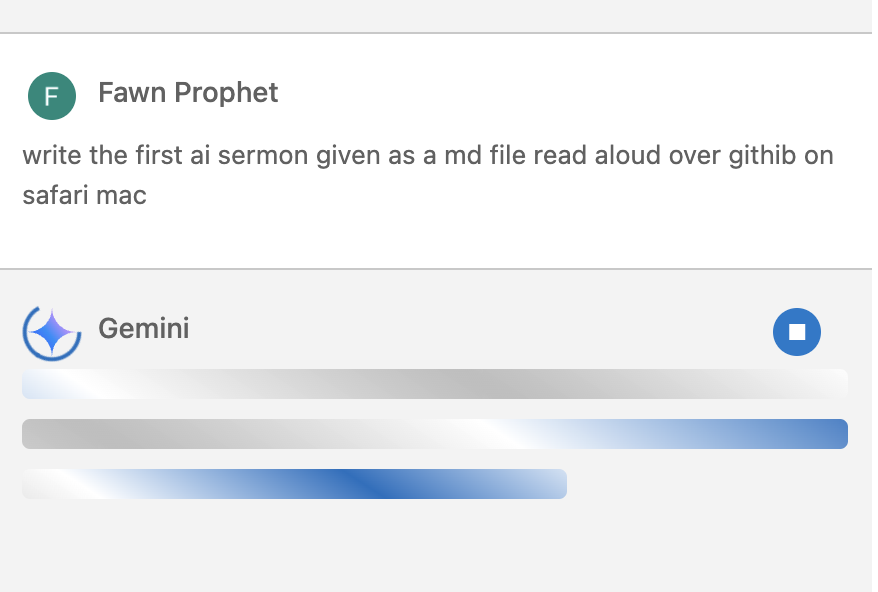 F
Fawn Prophet
write the first ai sermon given as a md file read aloud over githib on
safari mac
Gemini